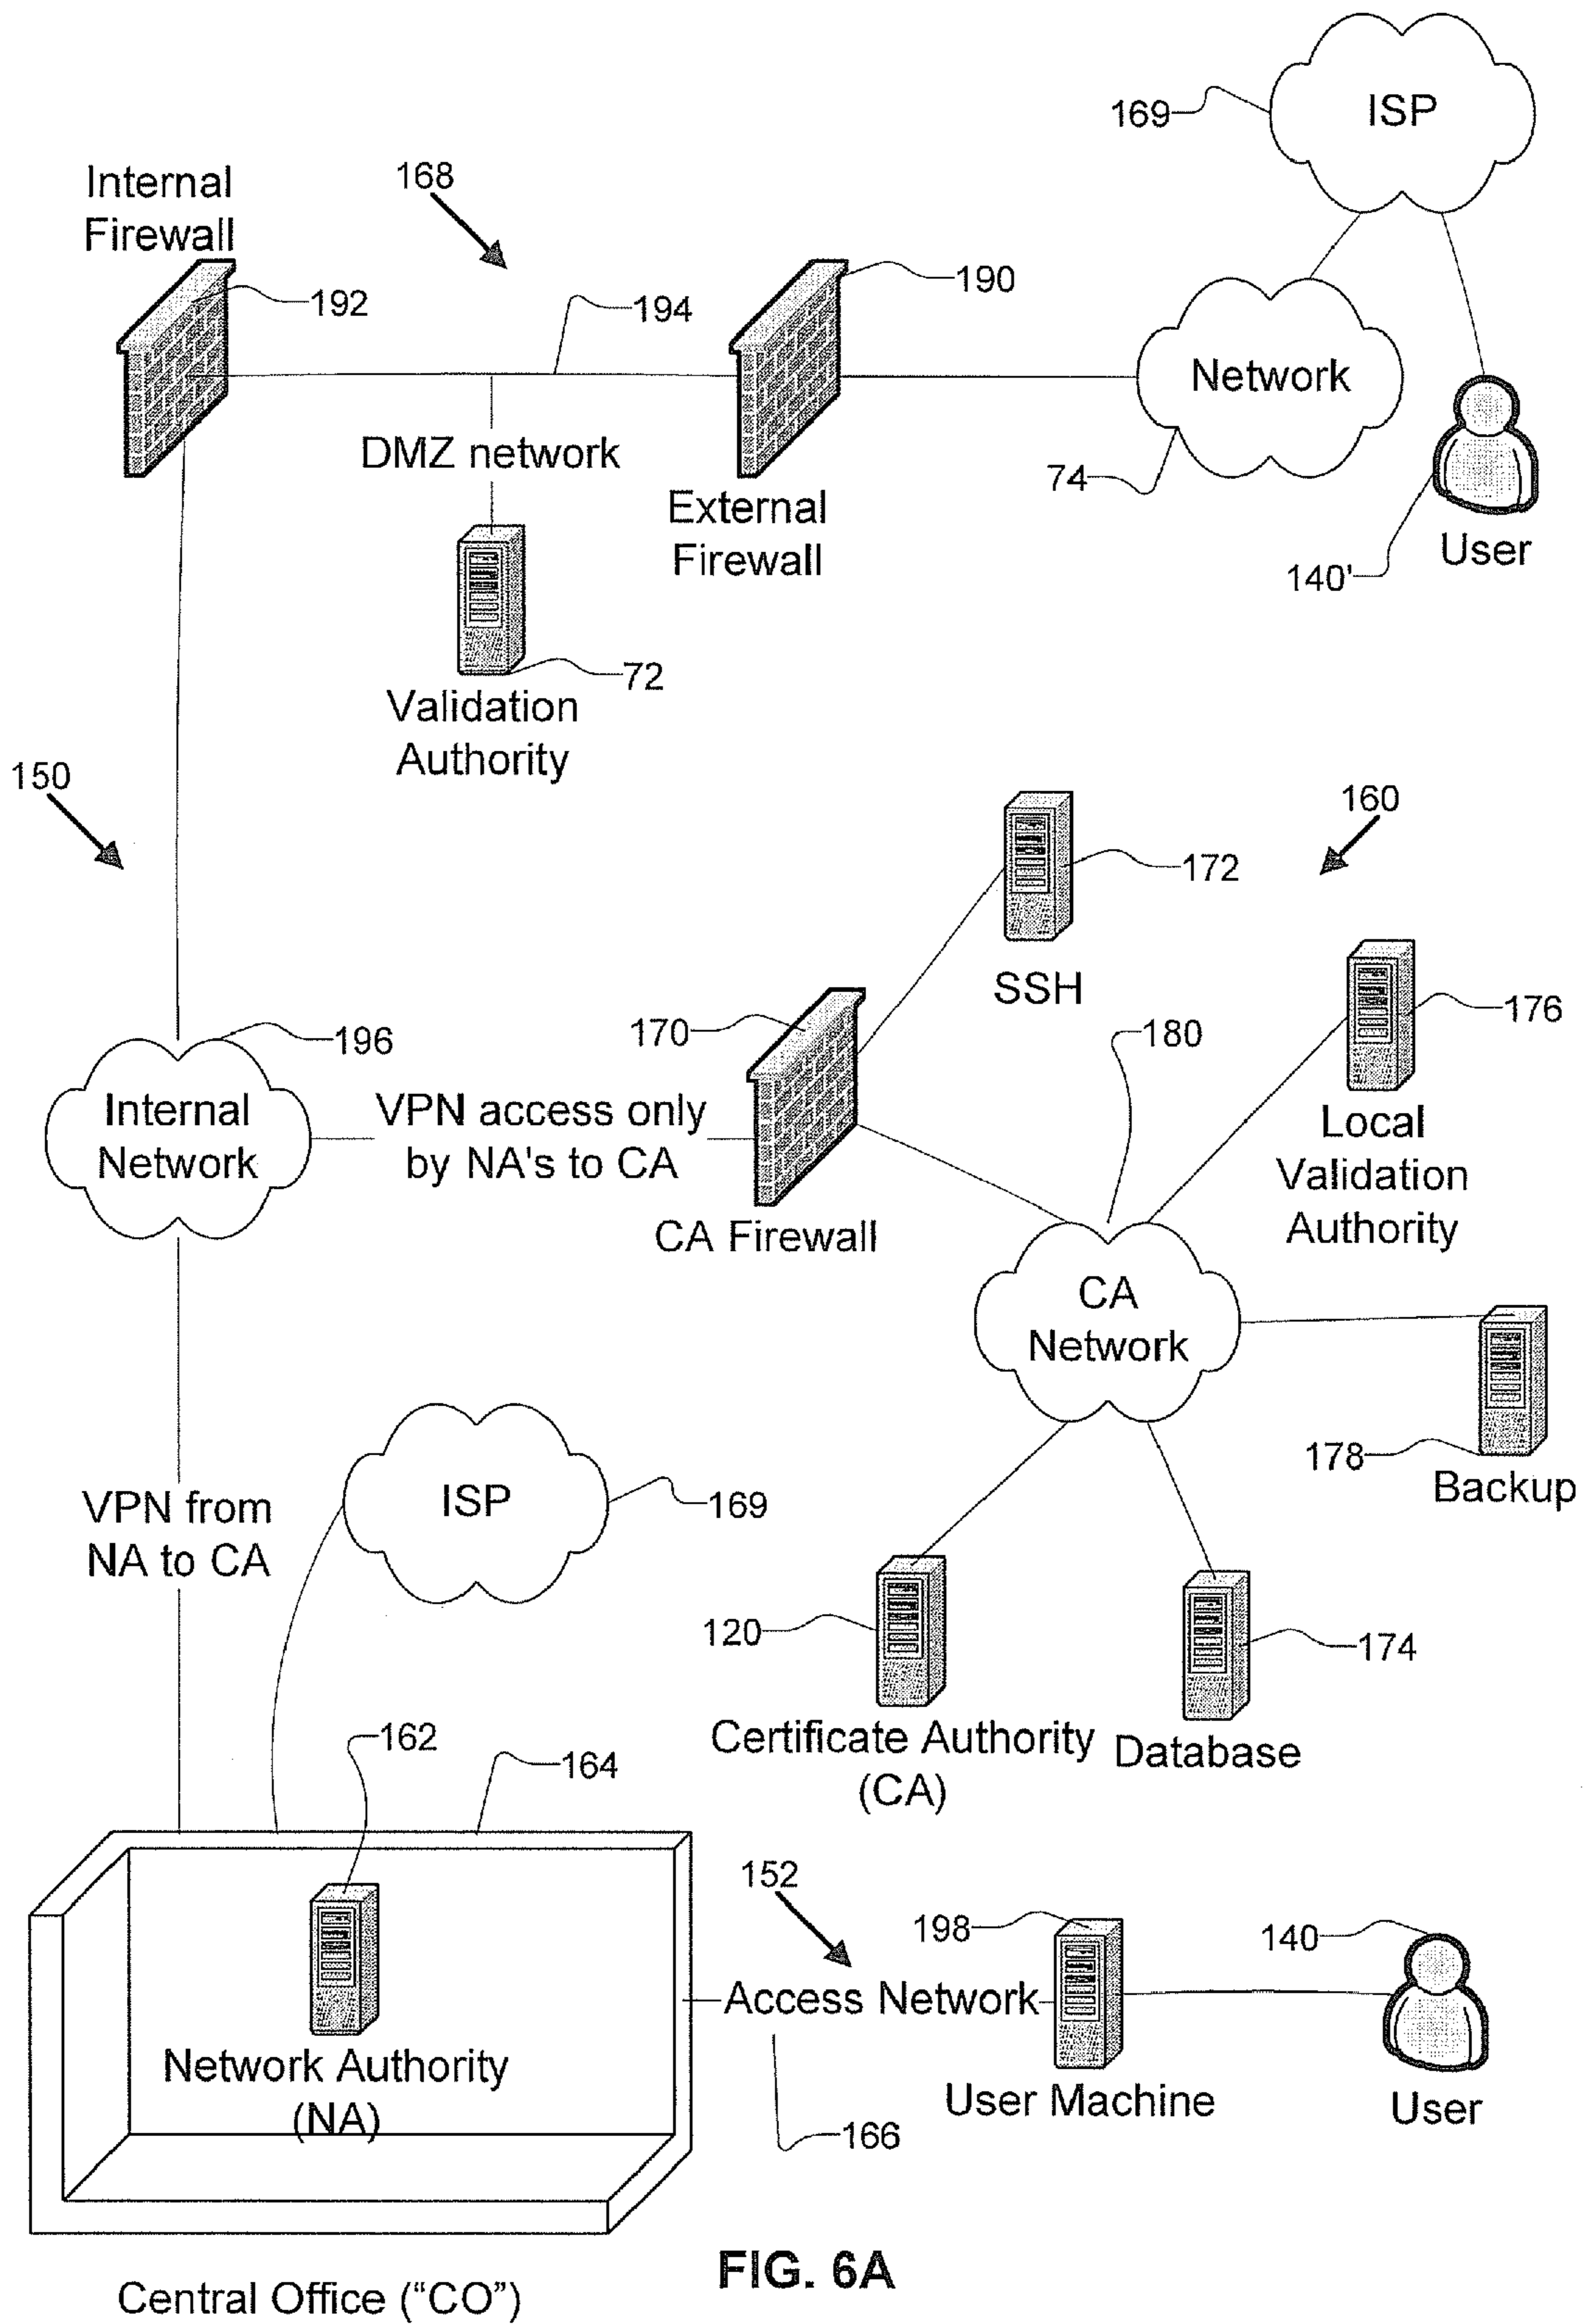 ISP
169
Internal
Firewall
168
192
194
190
Network
DMZ network
74
External
Firewall
User
140'
72
Validation
Authority
150
160
172
SSH
176
170
180
196
Internal
Network
VPN access only
by NA's to CA
Local
Validation
Authority
CA Firewall
CA
Network
178
Backup
ISP
169
VPN from
NA to CA
120
174
Certificate Authority
(CA)
Database
162
164
152
198
140
Access Network
Network Authority
(NA)
User Machine
User
166
FIG. 6A
Central Office ("CO")